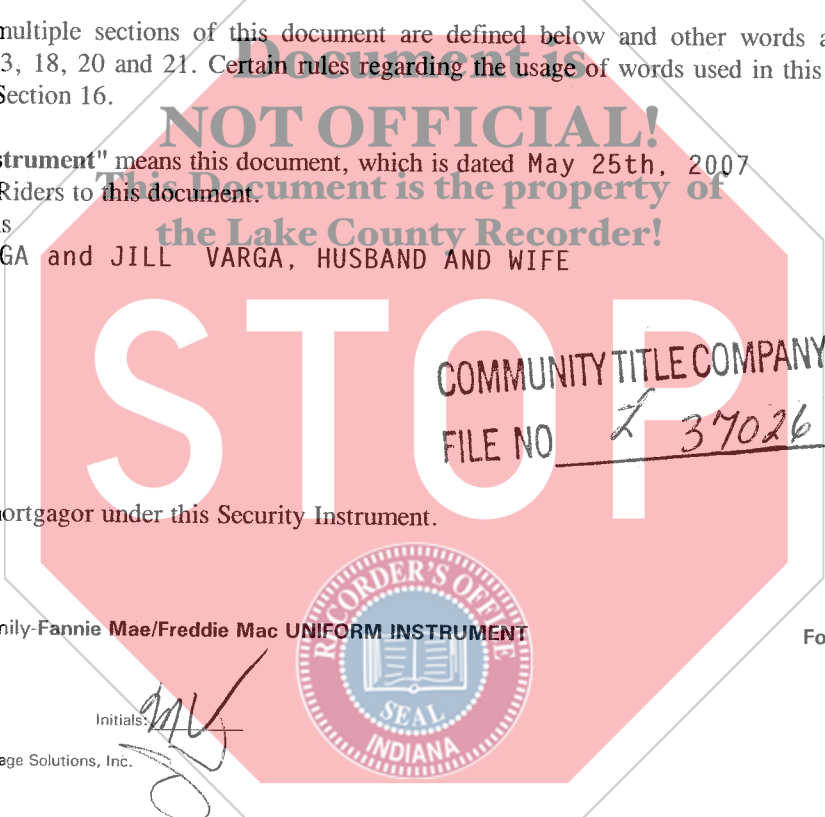 multiple sections of this document are defined below and other words a
3, 18, 20 and 21. Certain rules regarding the usage of words used in this
Section 16.
Document is
NOT OFFICIAL!
This Document is the property of
the Lake County Recorder!
strument" means this document, which is dated May 25th, 2007
Riders to this document.
s
GA and JILL VARGA, HUSBAND AND WIFE
STOP
COMMUNITY TITLE COMPANY
FILE NO 37026
ortgagor under this Security Instrument.
RECORDER'S OFFICE
SEAL
INDIANA
mily-Fannie Mae/Freddie Mac UNIFORM INSTRUMENT
Fo
Initials: MV
age Solutions, Inc.